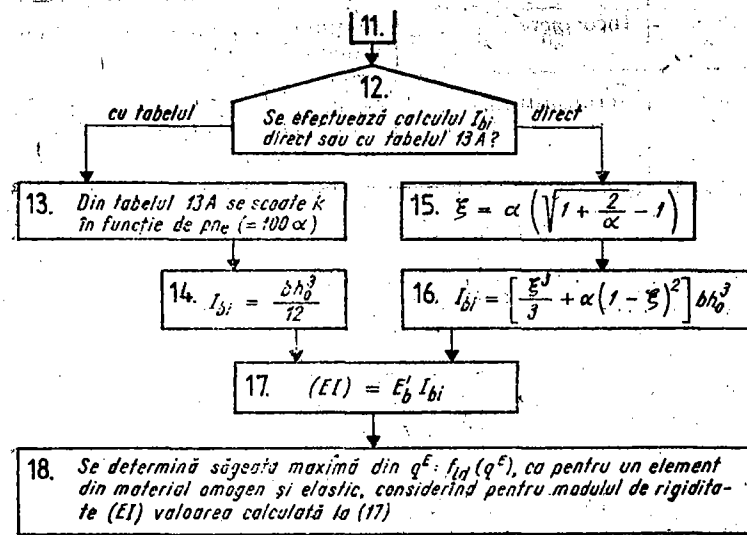 11.
12.
Se efectuează calculul I_bi
direct sau cu tabelul 13A?
cu tabelul
direct
13. Din tabelul 13A se scoate k
în funcție de pn_e (= 100 α)
15. ξ = α (√(1 + 2/α) - 1)
14. I_bi = bh_0^3/12
16. I_bi = [ξ^3/3 + α(1 - ξ)^2] bh_0^3
17. (EI) = E'_b I_bi
18. Se determină săgeata maximă din q^E: f_ld (q^E), ca pentru un element
din material omogen și elastic, considerînd pentru modulul de rigidita-
te (EI) valoarea calculată la (17)